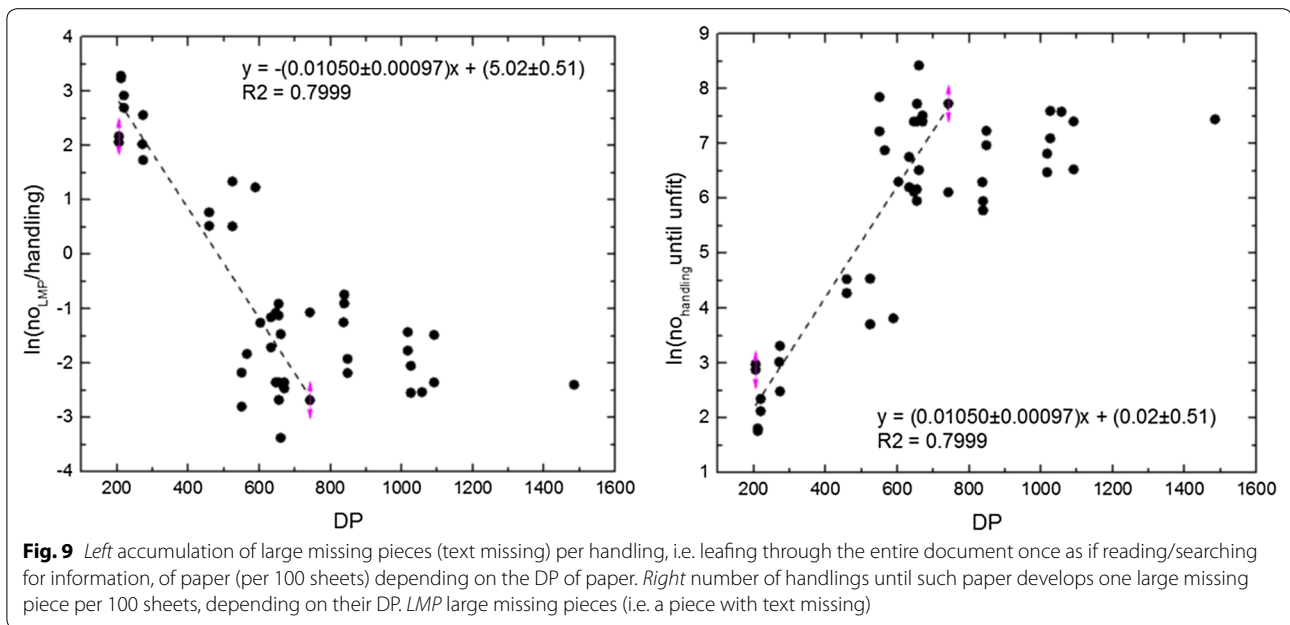 4
3
2
1
0
-1
-2
-3
-4
ln(no_LMP/handling)
y = -(0.01050±0.00097)x + (5.02±0.51)
R2 = 0.7999
200 400 600 800 1000 1200 1400 1600
DP
9
8
7
6
5
4
3
2
1
ln(no_handling until unfit)
y = (0.01050±0.00097)x + (0.02±0.51)
R2 = 0.7999
200 400 600 800 1000 1200 1400 1600
DP
Fig. 9 Left accumulation of large missing pieces (text missing) per handling, i.e. leafing through the entire document once as if reading/searching
for information, of paper (per 100 sheets) depending on the DP of paper. Right number of handlings until such paper develops one large missing
piece per 100 sheets, depending on their DP. LMP large missing pieces (i.e. a piece with text missing)